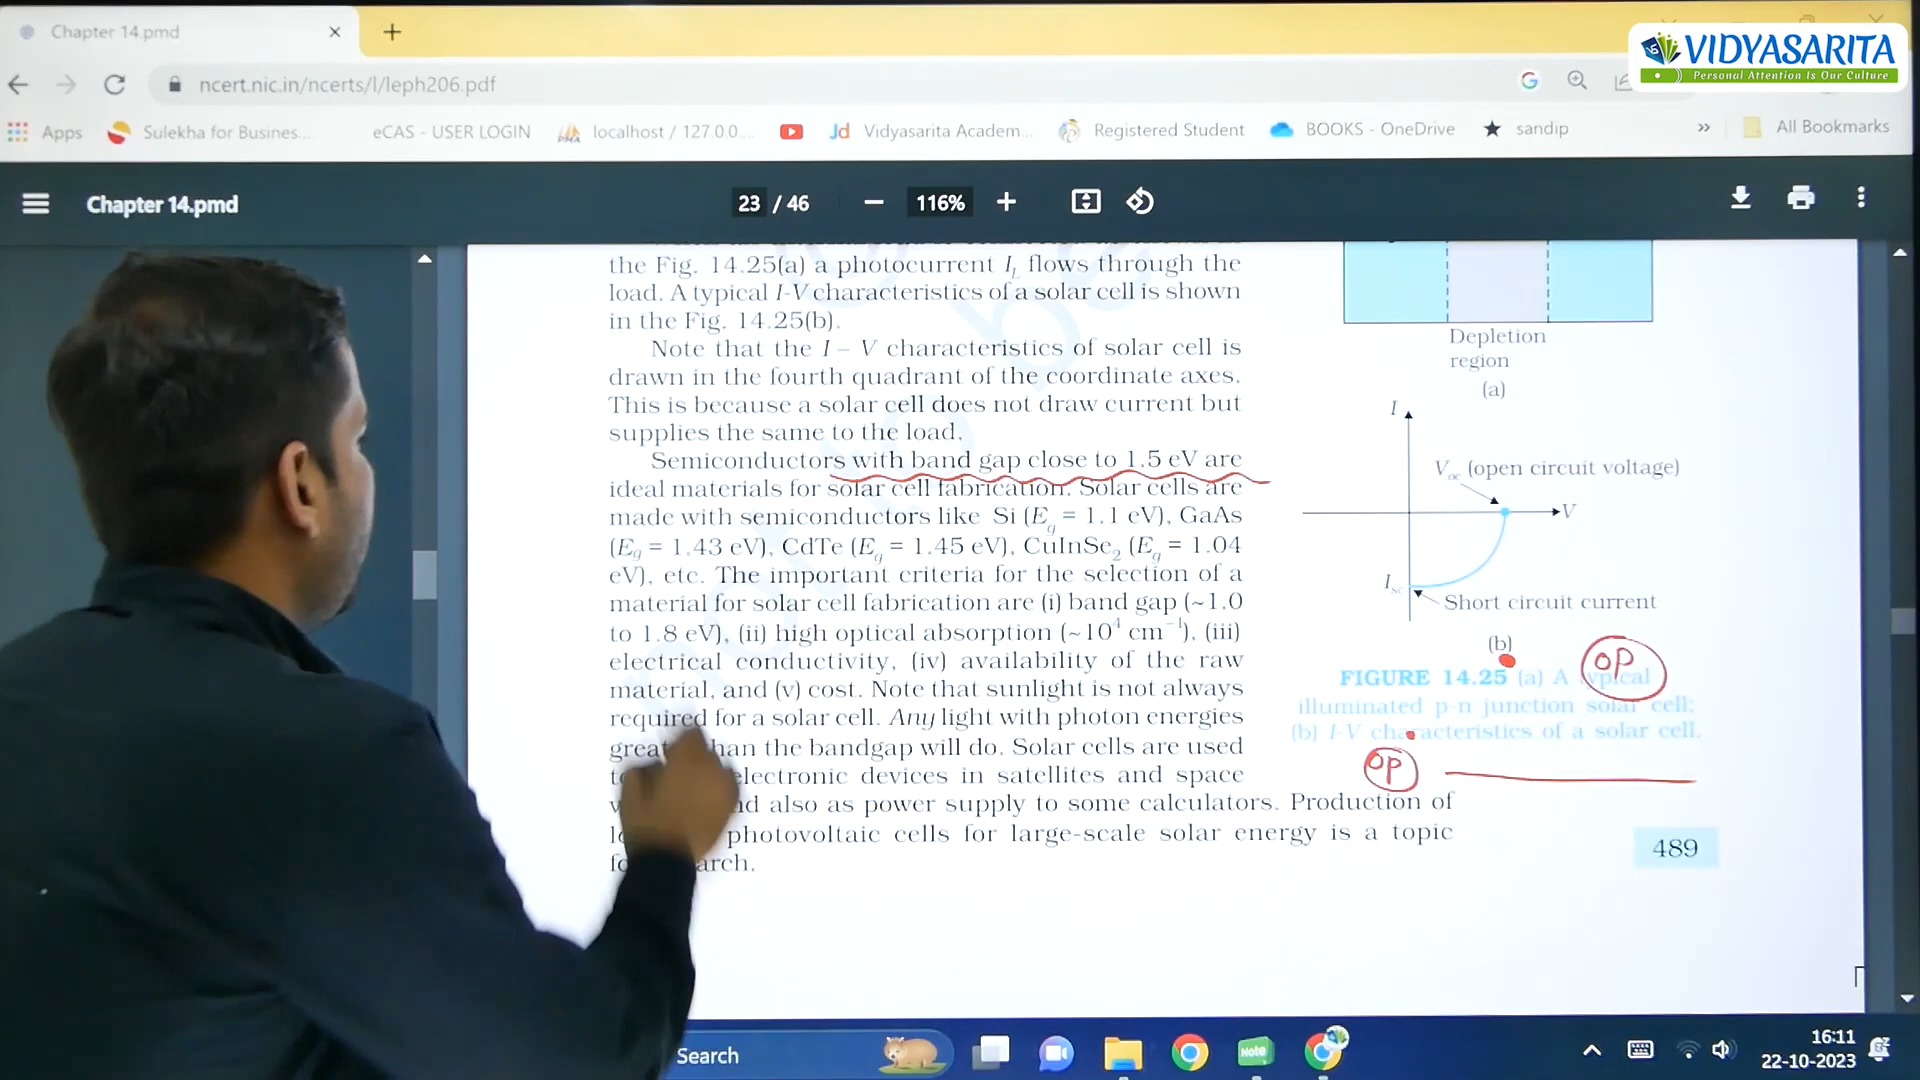 Chapter 14.pmd
VIDYASARITA
Personal Attention Is Our Culture
ncert.nic.in/ncerts/l/leph206.pdf
Apps
Sulekha for Busines...
eCAS - USER LOGIN
localhost / 127.0.0....
Vidyasarita Academ...
Registered Student
BOOKS - OneDrive
sandip
All Bookmarks
Chapter 14.pmd
23 / 46
116%
the Fig. 14.25(a) a photocurrent I_L flows through the
load. A typical I-V characteristics of a solar cell is shown
in the Fig. 14.25(b).
Note that the I – V characteristics of solar cell is
drawn in the fourth quadrant of the coordinate axes.
This is because a solar cell does not draw current but
supplies the same to the load.
Semiconductors with band gap close to 1.5 eV are
ideal materials for solar cell fabrication. Solar cells are
made with semiconductors like Si (E_g = 1.1 eV), GaAs
(E_g = 1.43 eV), CdTe (E_g = 1.45 eV), CuInSe₂ (E_g = 1.04
eV), etc. The important criteria for the selection of a
material for solar cell fabrication are (i) band gap (~1.0
to 1.8 eV), (ii) high optical absorption (~10⁴ cm⁻¹), (iii)
electrical conductivity, (iv) availability of the raw
material, and (v) cost. Note that sunlight is not always
required for a solar cell. Any light with photon energies
han the bandgap will do. Solar cells are used
electronic devices in satellites and space
also as power supply to some calculators. Production of
photovoltaic cells for large-scale solar energy is a topic
arch.
Depletion
region
(a)
I
V_oc (open circuit voltage)
V
I_sc
Short circuit current
(b)
OP
FIGURE 14.25 (a) A typical
illuminated p-n junction solar cell;
(b) I-V characteristics of a solar cell.
OP
489
Search
Note
16:11
22-10-2023